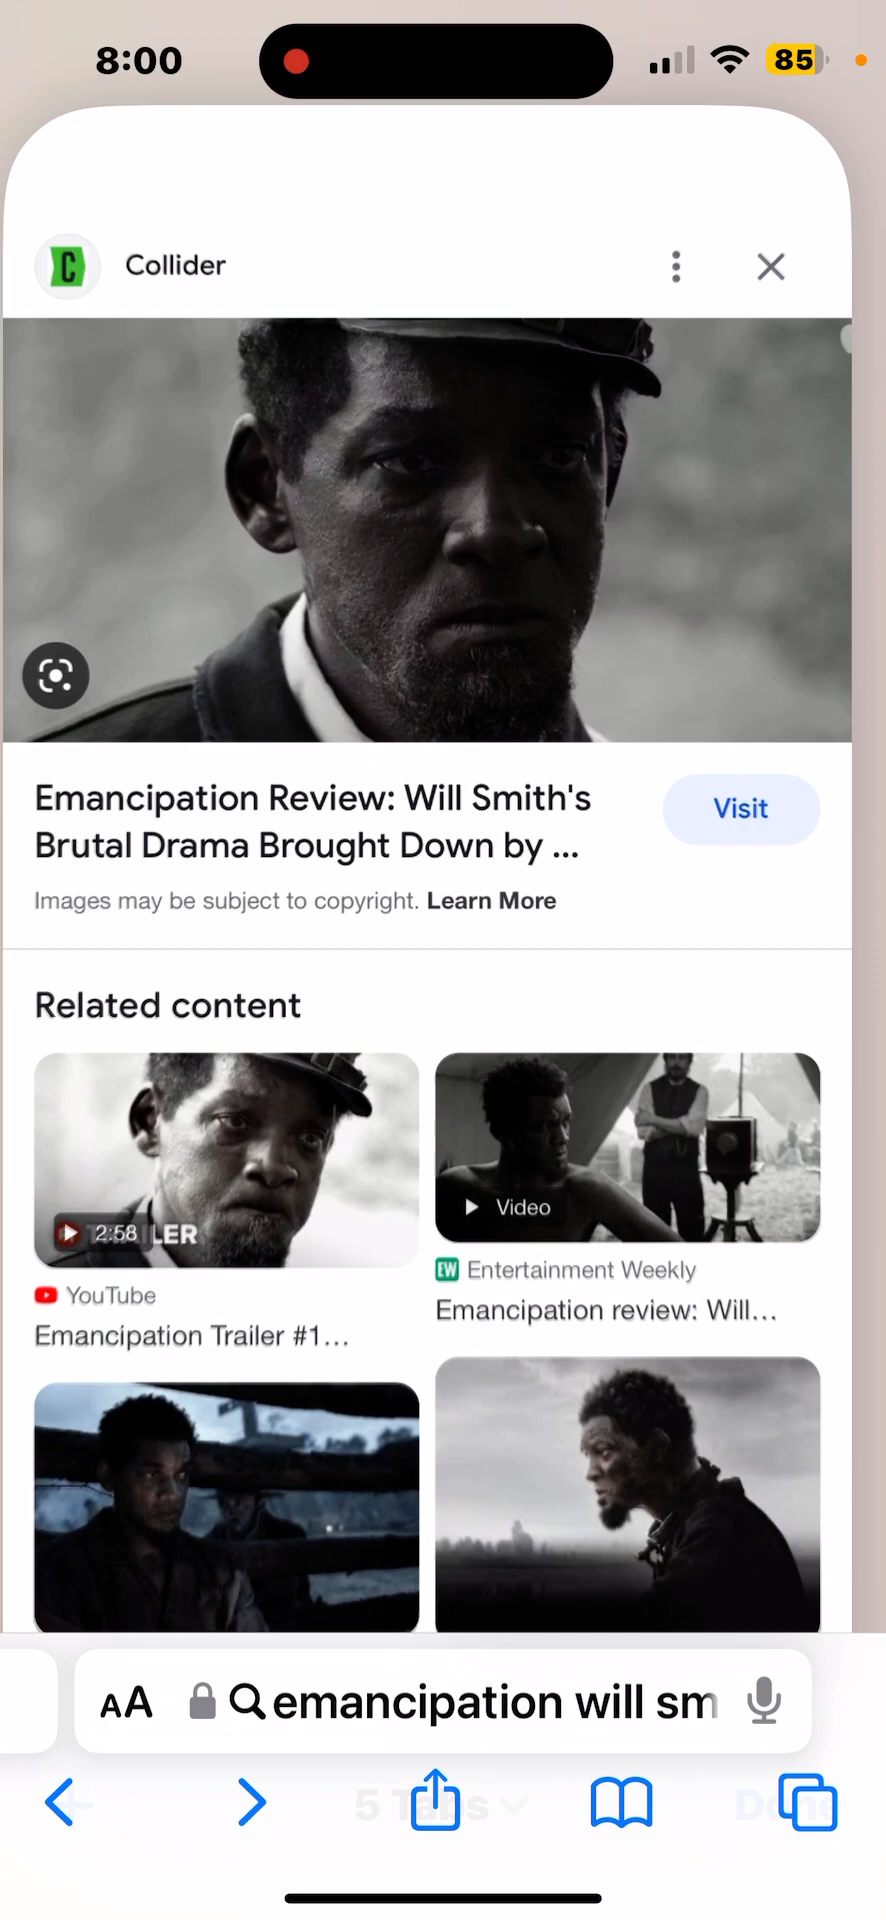 8:00
85
C
Collider
Emancipation Review: Will Smith's
Brutal Drama Brought Down by ...
Visit
Images may be subject to copyright. Learn More
Related content
2:58
LER
Video
YouTube
Emancipation Trailer #1...
EW Entertainment Weekly
Emancipation review: Will...
AA emancipation will sm
5 Tabs